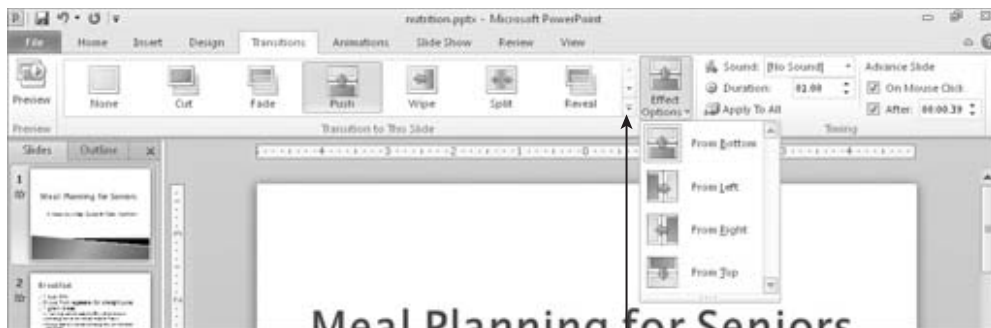 nutrition.pptx - Microsoft PowerPoint
File Home Insert Design Transitions Animations Slide Show Review View
Preview
None Cut Fade Push Wipe Split Reveal
Effect Options
Sound: [No Sound]
Duration: 02.00
Apply To All
Advance Slide
On Mouse Click
After: 00:00.39
Preview
Transition to This Slide
Timing
Slides Outline
From Bottom
From Left
From Right
From Top
1
Meal Planning for Seniors
2
Breakfast
Meal Planning for Seniors